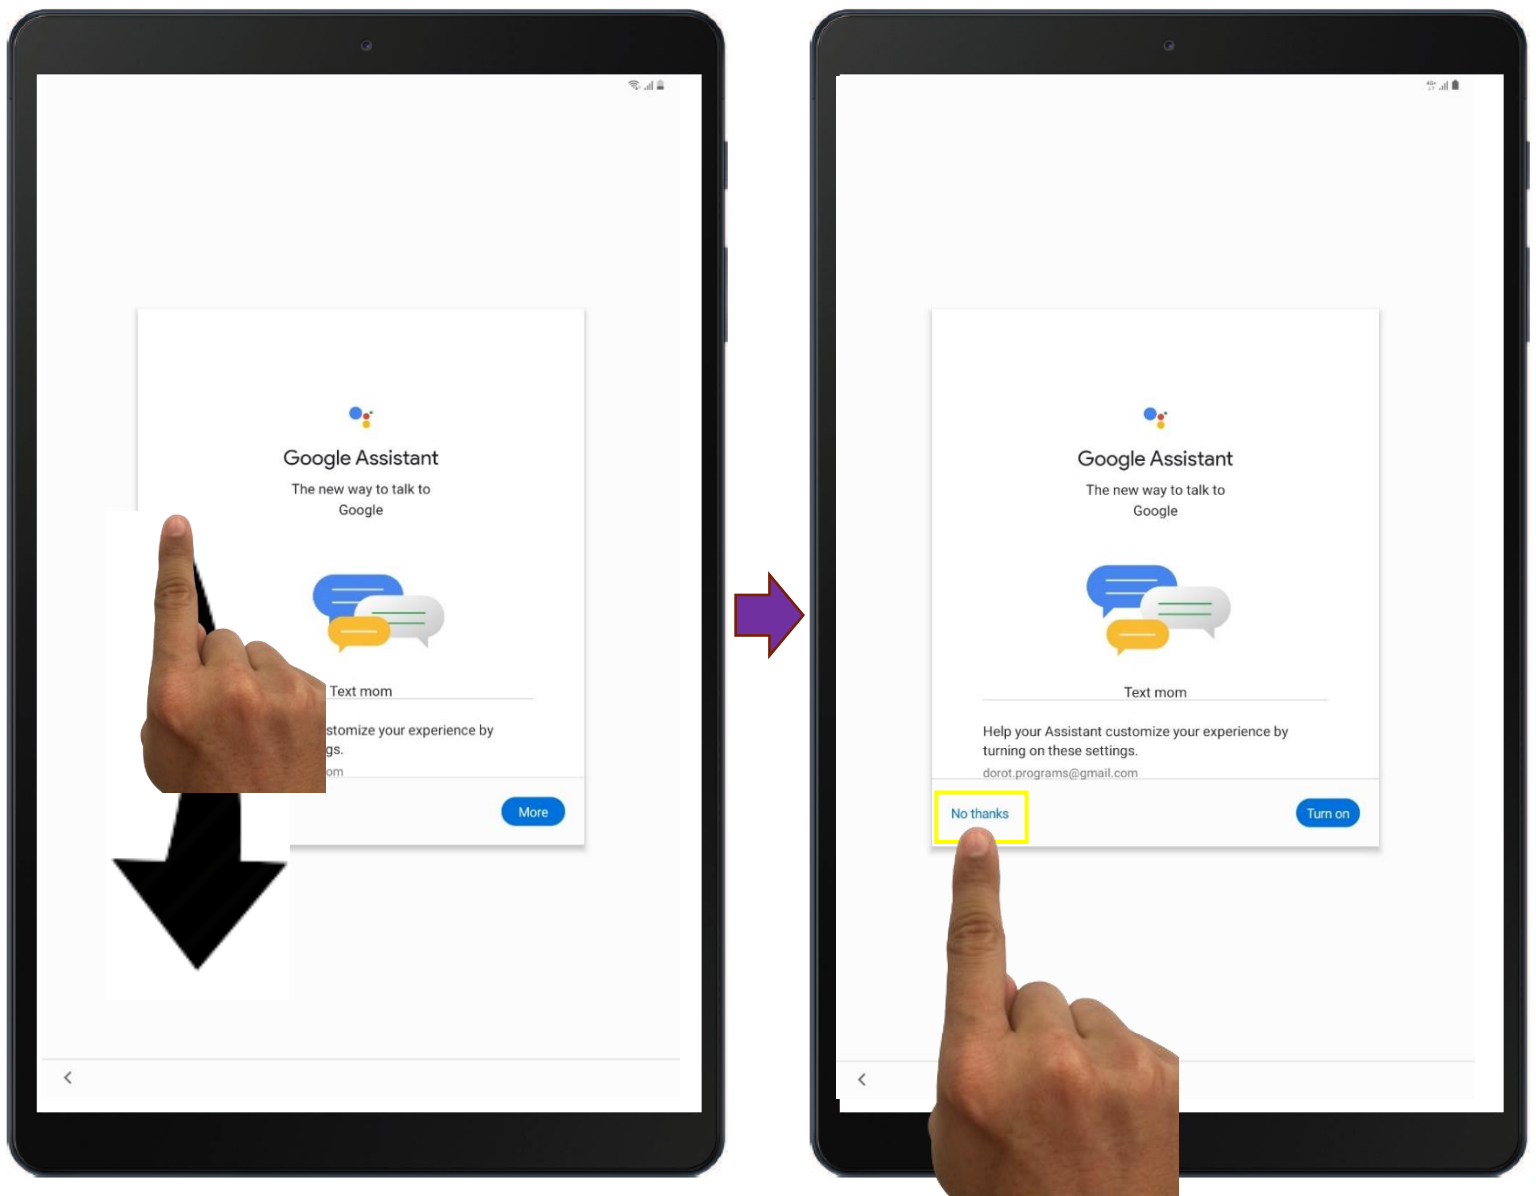 Google Assistant
The new way to talk to
Google
Text mom
stomize your experience by
gs.
om
More
4G+
Google Assistant
The new way to talk to
Google
Text mom
Help your Assistant customize your experience by
turning on these settings.
dorot.programs@gmail.com
No thanks
Turn on